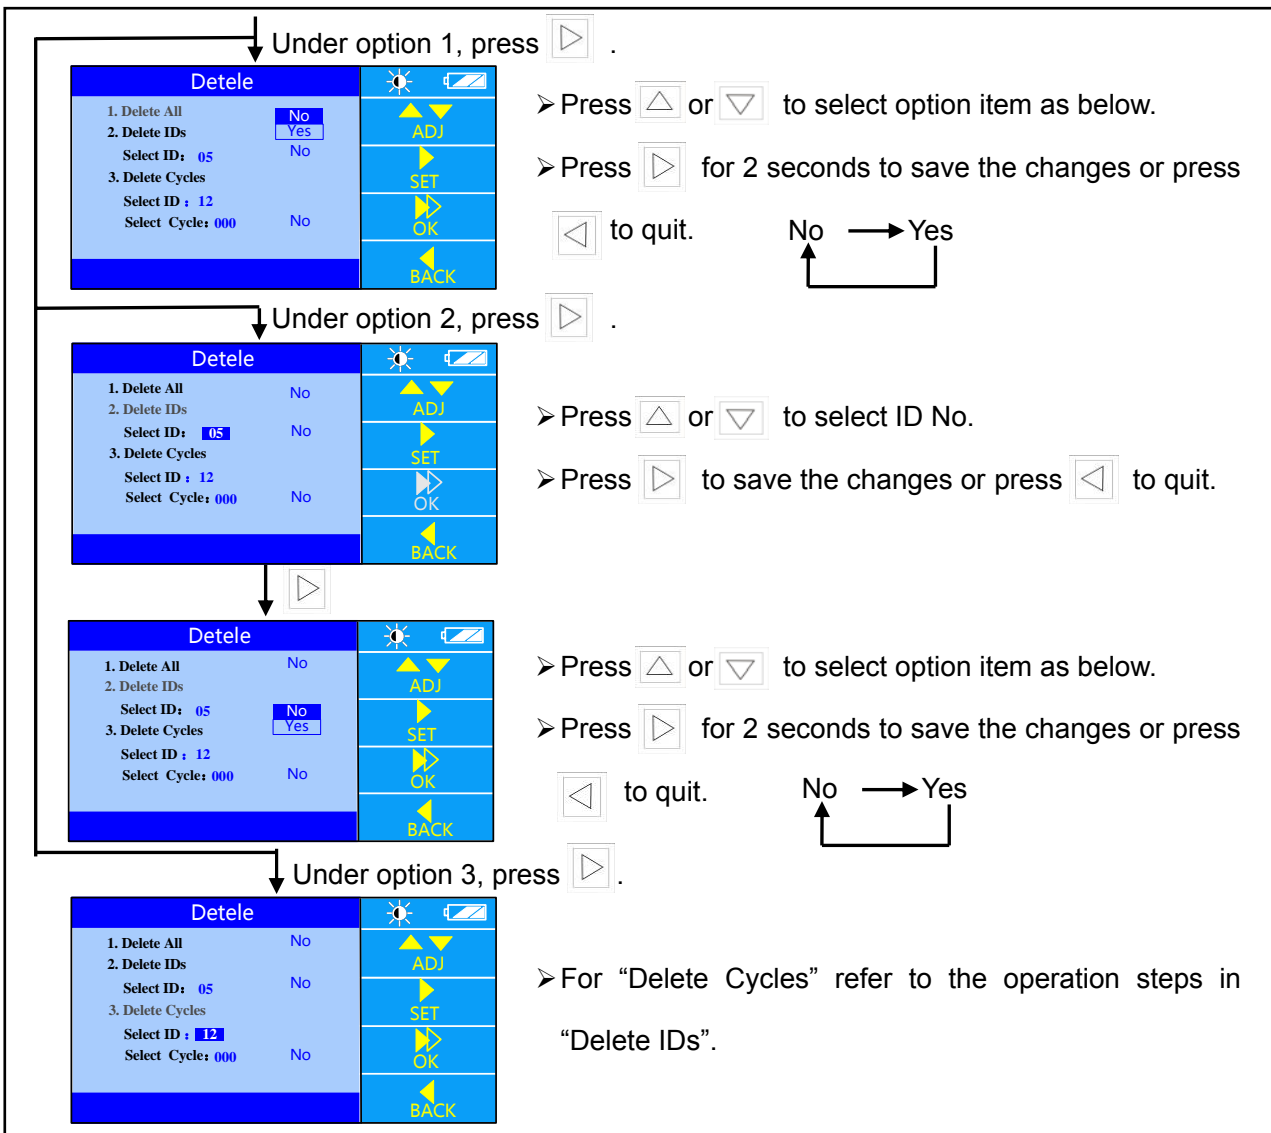 Under option 1, press .
Detele
1. Delete All No
2. Delete IDs Yes
Select ID: 05 No
3. Delete Cycles
Select ID : 12
Select Cycle: 000 No
ADJ
SET
OK
BACK
➢ Press or to select option item as below.
➢ Press for 2 seconds to save the changes or press
to quit. No Yes
Under option 2, press .
Detele
1. Delete All No
2. Delete IDs
Select ID: 05 No
3. Delete Cycles
Select ID : 12
Select Cycle: 000 No
ADJ
SET
OK
BACK
➢ Press or to select ID No.
➢ Press to save the changes or press to quit.
Detele
1. Delete All No
2. Delete IDs
Select ID: 05 No
3. Delete Cycles Yes
Select ID : 12
Select Cycle: 000 No
ADJ
SET
OK
BACK
➢ Press or to select option item as below.
➢ Press for 2 seconds to save the changes or press
to quit. No Yes
Under option 3, press .
Detele
1. Delete All No
2. Delete IDs
Select ID: 05 No
3. Delete Cycles
Select ID : 12
Select Cycle: 000 No
ADJ
SET
OK
BACK
➢ For “Delete Cycles” refer to the operation steps in
“Delete IDs”.